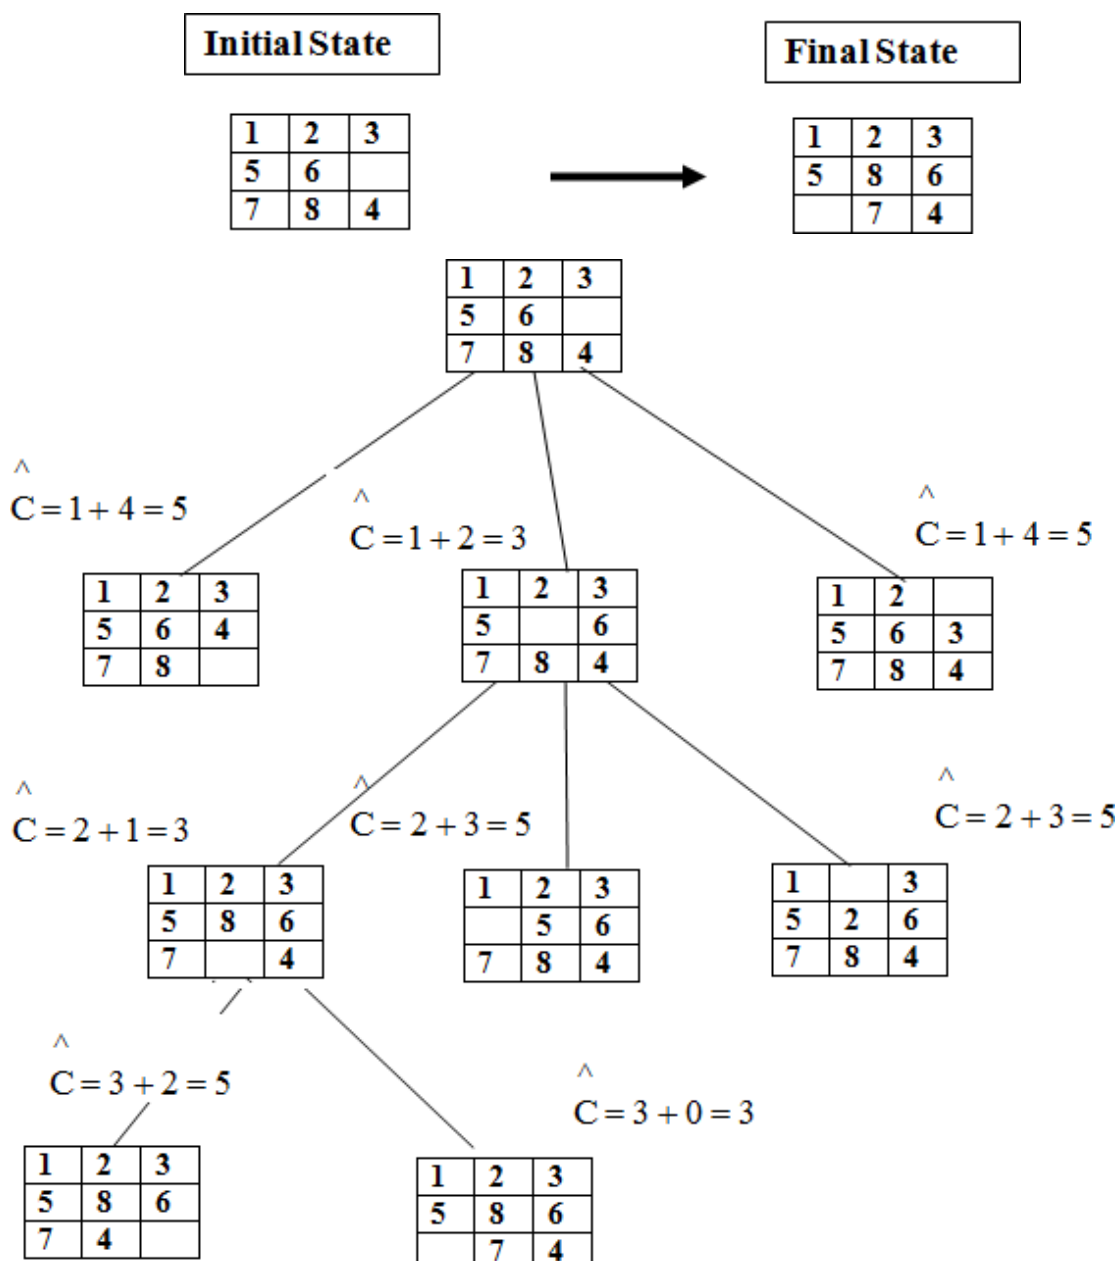 Initial State
Final State
1 2 3
5 6
7 8 4
1 2 3
5 8 6
7 4
1 2 3
5 6
7 8 4
^
C = 1 + 4 = 5
^
C = 1 + 2 = 3
^
C = 1 + 4 = 5
1 2 3
5 6 4
7 8
1 2 3
5 6
7 8 4
1 2
5 6 3
7 8 4
^
C = 2 + 1 = 3
^
C = 2 + 3 = 5
^
C = 2 + 3 = 5
1 2 3
5 8 6
7 4
1 2 3
5 6
7 8 4
1 3
5 2 6
7 8 4
^
C = 3 + 2 = 5
^
C = 3 + 0 = 3
1 2 3
5 8 6
7 4
1 2 3
5 8 6
7 4